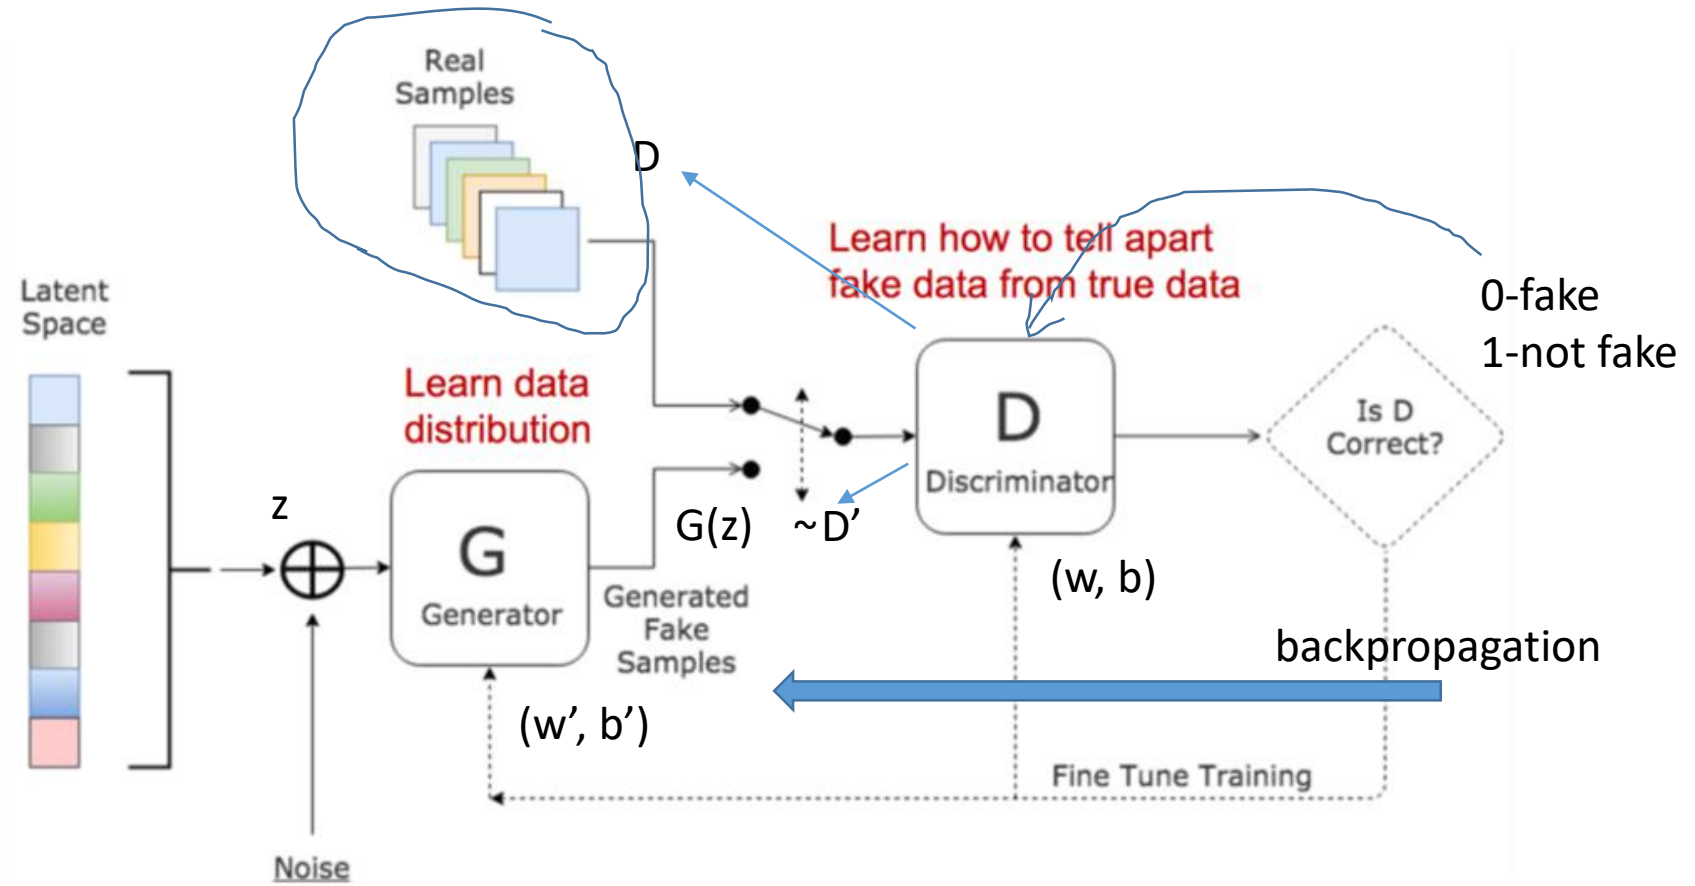 Real
Samples
D
Learn how to tell apart
fake data from true data
0-fake
1-not fake
Latent
Space
Learn data
distribution
D
Discriminator
Is D
Correct?
z
G(z)
~D’
G
Generator
Generated
Fake
Samples
(w, b)
backpropagation
(w’, b’)
Fine Tune Training
Noise